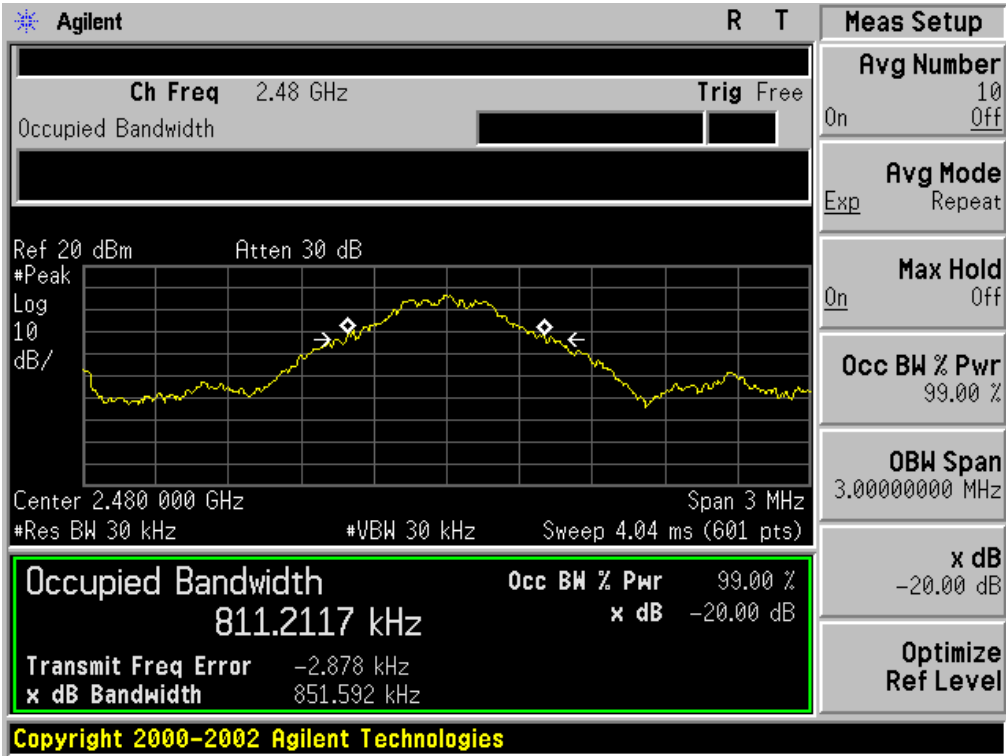 Agilent R T
Ch Freq 2.48 GHz Trig Free
Occupied Bandwidth
Ref 20 dBm Atten 30 dB
#Peak
Log
10
dB/
Center 2.480 000 GHz Span 3 MHz
#Res BW 30 kHz #VBW 30 kHz Sweep 4.04 ms (601 pts)
Occupied Bandwidth Occ BW % Pwr 99.00 %
811.2117 kHz x dB -20.00 dB
Transmit Freq Error -2.878 kHz
x dB Bandwidth 851.592 kHz
Copyright 2000-2002 Agilent Technologies
Meas Setup
Avg Number
10
On Off
Avg Mode
Exp Repeat
Max Hold
On Off
Occ BW % Pwr
99.00 %
OBW Span
3.00000000 MHz
x dB
-20.00 dB
Optimize
Ref Level